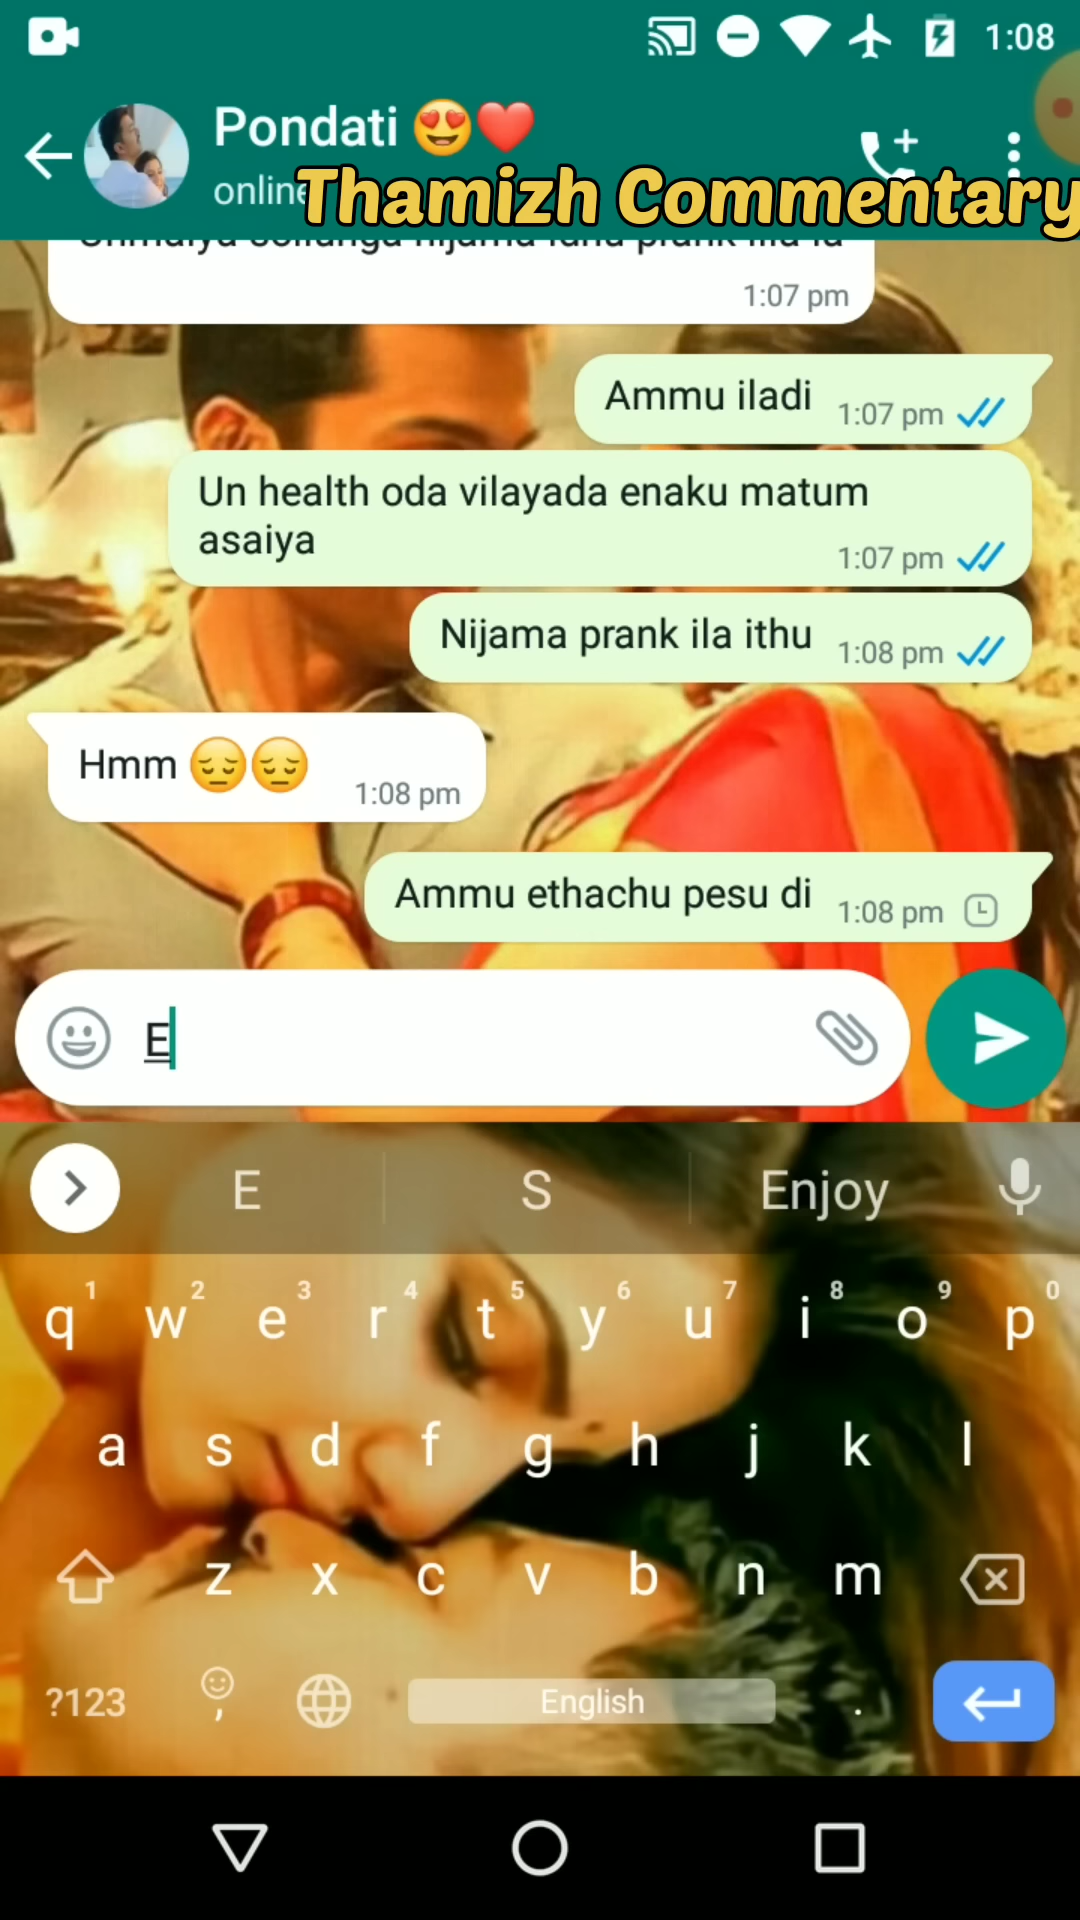 1:08
Pondati 😍❤️
online
Thamizh Commentary
1:07 pm
Ammu iladi 1:07 pm
Un health oda vilayada enaku matum
asaiya 1:07 pm
Nijama prank ila ithu 1:08 pm
Hmm 😔😔 1:08 pm
Ammu ethachu pesu di 1:08 pm
E
E S Enjoy
1 2 3 4 5 6 7 8 9 0
q w e r t y u i o p
a s d f g h j k l
z x c v b n m
?123 , English .